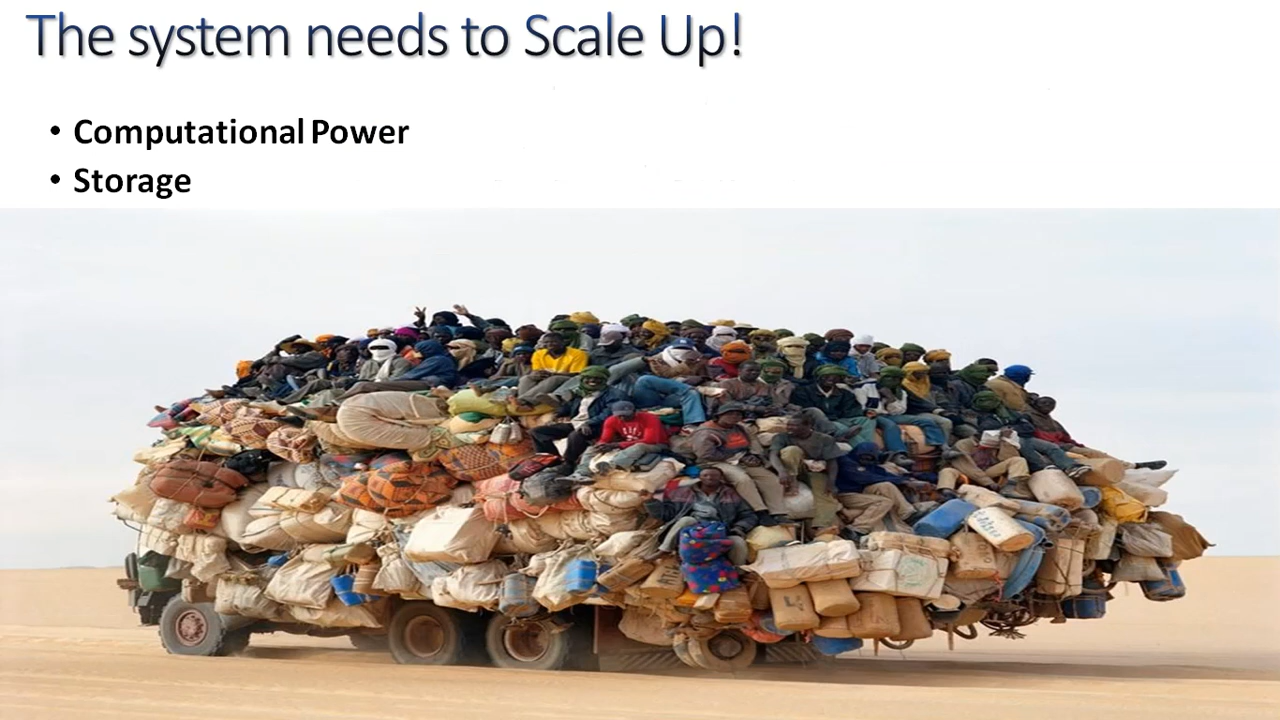 The system needs to Scale Up!
• Computational Power
• Storage